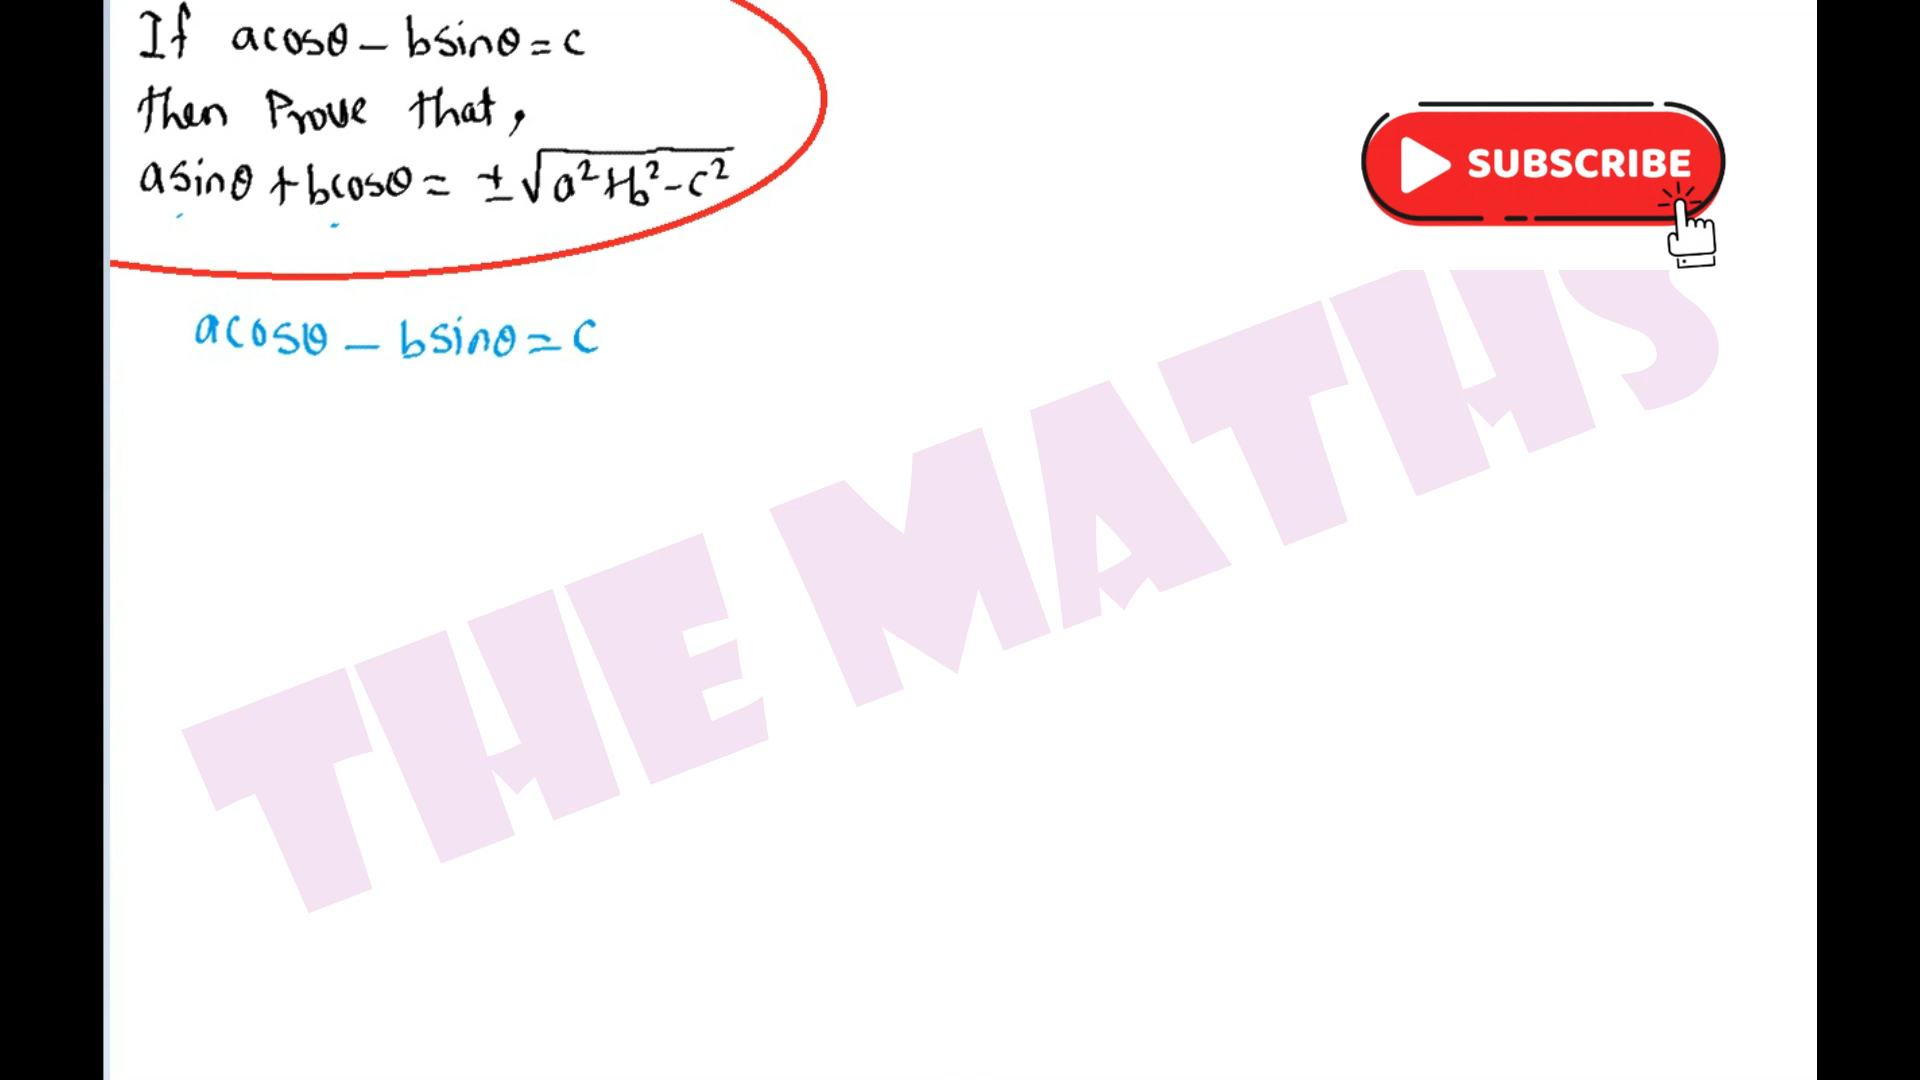 If acosθ - bsinθ = c
then Prove that,
asinθ + bcosθ = ±√a²+b²-c²
SUBSCRIBE
acosθ - bsinθ = c
THE MATHS